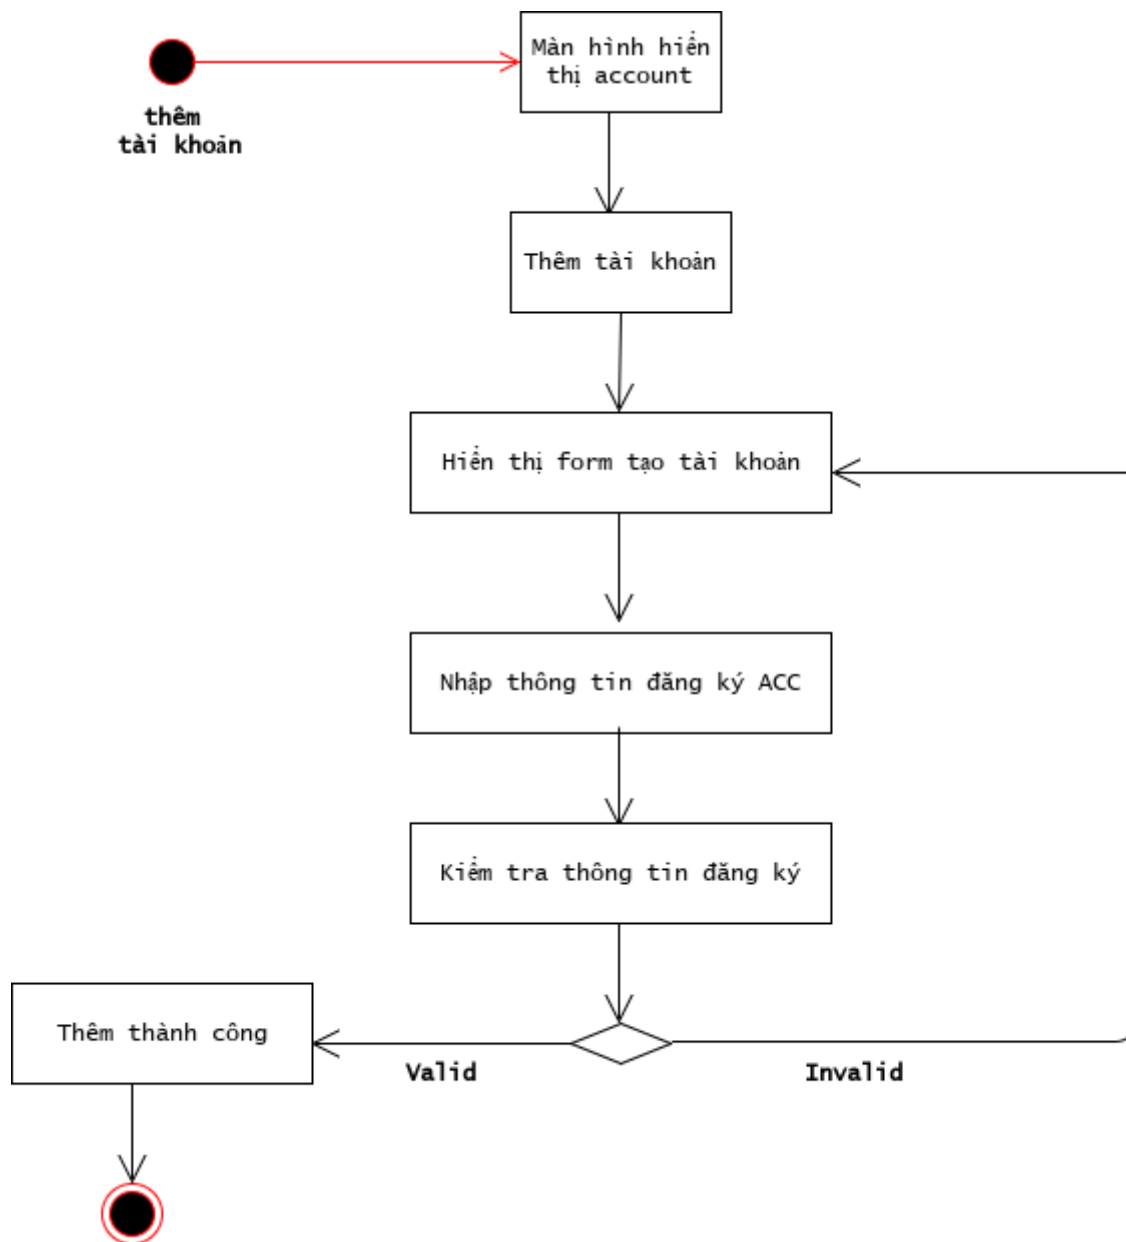 Màn hình hiển
thị account
thêm
tài khoản
Thêm tài khoản
Hiển thị form tạo tài khoản
Nhập thông tin đăng ký ACC
Kiểm tra thông tin đăng ký
Thêm thành công
Valid
Invalid